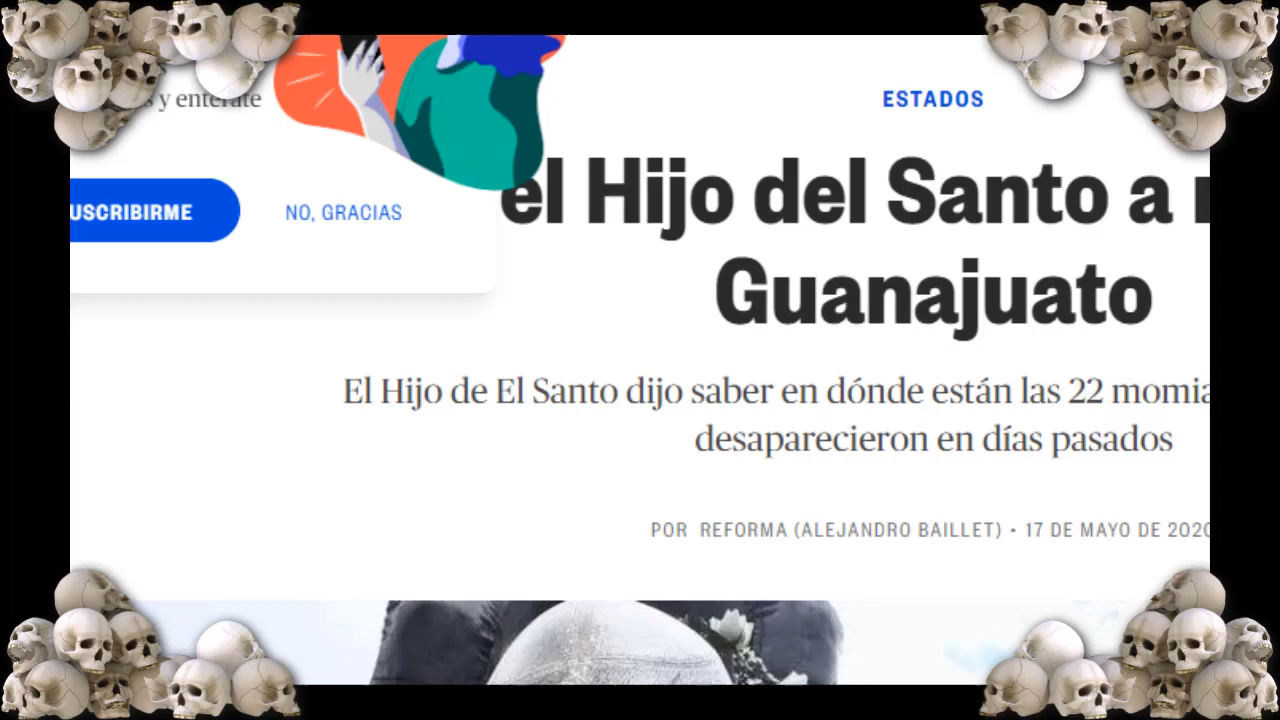 y enterate
ESTADOS
USCRIBIRME
NO, GRACIAS
el Hijo del Santo a
Guanajuato
El Hijo de El Santo dijo saber en dónde están las 22 momia
desaparecieron en días pasados
POR REFORMA (ALEJANDRO BAILLET) • 17 DE MAYO DE 2020